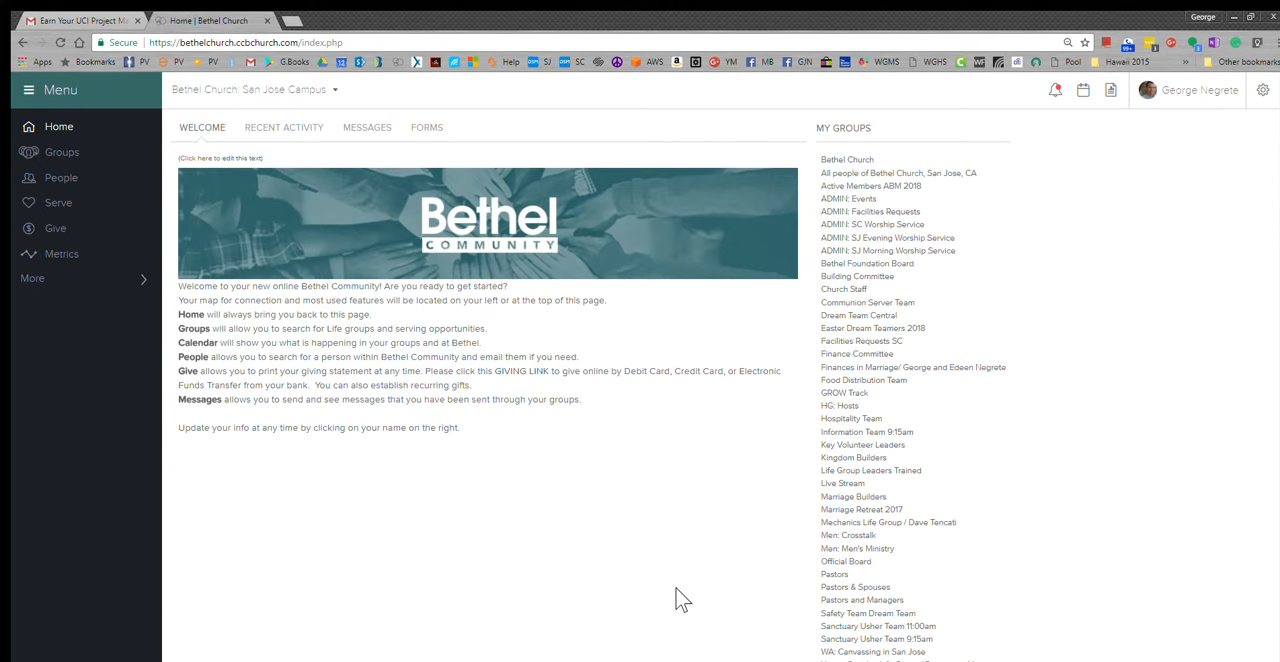 Earn Your UCI Project Ma
Home | Bethel Church
George
Secure
https://bethelchurch.ccbchurch.com/index.php
99+
Apps
Bookmarks
PV
PV
PV
G.Books
12
SJ
SC
Help
AWS
YM
MB
GJN
WGMS
WGHS
WF
Pool
Hawaii 2015
»
Other bookmarks
Menu
Bethel Church: San Jose Campus
George Negrete
Home
Groups
People
Serve
Give
Metrics
More
WELCOME
RECENT ACTIVITY
MESSAGES
FORMS
(Click here to edit this text)
Bethel
COMMUNITY
Welcome to your new online Bethel Community! Are you ready to get started?
Your map for connection and most used features will be located on your left or at the top of this page.
Home will always bring you back to this page.
Groups will allow you to search for Life groups and serving opportunities.
Calendar will show you what is happening in your groups and at Bethel.
People allows you to search for a person within Bethel Community and email them if you need.
Give allows you to print your giving statement at any time. Please click this GIVING LINK to give online by Debit Card, Credit Card, or Electronic
Funds Transfer from your bank. You can also establish recurring gifts.
Messages allows you to send and see messages that you have been sent through your groups.
Update your info at any time by clicking on your name on the right.
MY GROUPS
Bethel Church
All people of Bethel Church, San Jose, CA
Active Members ABM 2018
ADMIN: Events
ADMIN: Facilities Requests
ADMIN: SC Worship Service
ADMIN: SJ Evening Worship Service
ADMIN: SJ Morning Worship Service
Bethel Foundation Board
Building Committee
Church Staff
Communion Server Team
Dream Team Central
Easter Dream Teamers 2018
Facilities Requests SC
Finance Committee
Finances in Marriage/ George and Edeen Negrete
Food Distribution Team
GROW Track
HG: Hosts
Hospitality Team
Information Team 9:15am
Key Volunteer Leaders
Kingdom Builders
Life Group Leaders Trained
Live Stream
Marriage Builders
Marriage Retreat 2017
Mechanics Life Group / Dave Tencati
Men: Crosstalk
Men: Men's Ministry
Official Board
Pastors
Pastors & Spouses
Pastors and Managers
Safety Team Dream Team
Sanctuary Usher Team 11:00am
Sanctuary Usher Team 9:15am
WA: Canvassing in San Jose